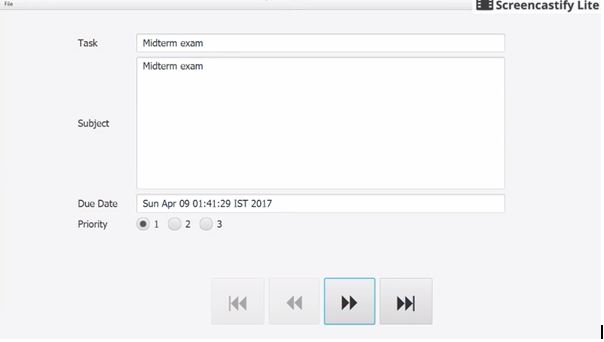 File
Screencastify Lite
Task
Midterm exam
Midterm exam
Subject
Due Date
Sun Apr 09 01:41:29 IST 2017
Priority
1 2 3